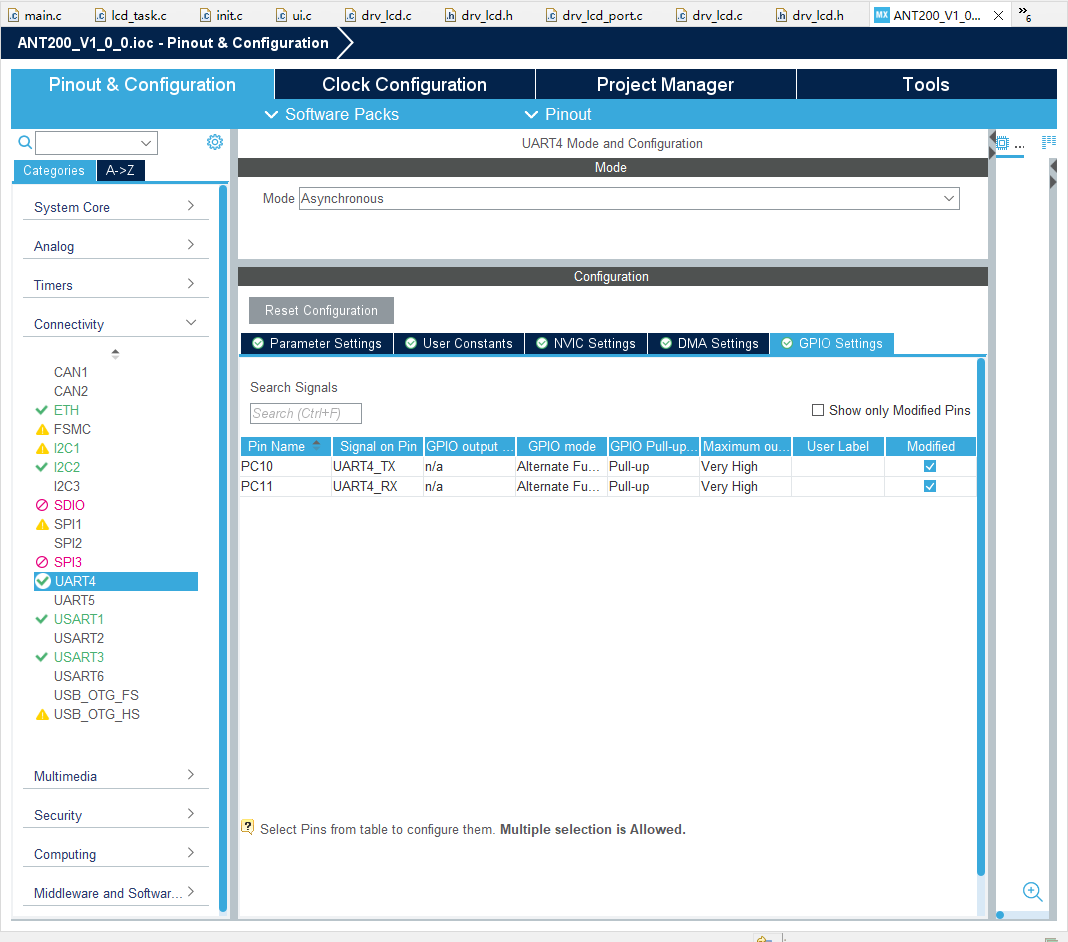 main.c lcd_task.c init.c ui.c drv_lcd.c drv_lcd.h drv_lcd_port.c drv_lcd.c drv_lcd.h MX ANT200_V1_0... »6
ANT200_V1_0_0.ioc - Pinout & Configuration
Pinout & Configuration Clock Configuration Project Manager Tools
Software Packs Pinout
UART4 Mode and Configuration
...
Categories A->Z
Mode
Mode Asynchronous
System Core
Analog
Timers
Connectivity
CAN1
CAN2
ETH
FSMC
I2C1
I2C2
I2C3
SDIO
SPI1
SPI2
SPI3
UART4
UART5
USART1
USART2
USART3
USART6
USB_OTG_FS
USB_OTG_HS
Multimedia
Security
Computing
Middleware and Softwar...
Configuration
Reset Configuration
Parameter Settings User Constants NVIC Settings DMA Settings GPIO Settings
Search Signals
Search (Ctrl+F) Show only Modified Pins
Pin Name Signal on Pin GPIO output ... GPIO mode GPIO Pull-up... Maximum ou... User Label Modified
PC10 UART4_TX n/a Alternate Fu... Pull-up Very High
PC11 UART4_RX n/a Alternate Fu... Pull-up Very High
? Select Pins from table to configure them. Multiple selection is Allowed.